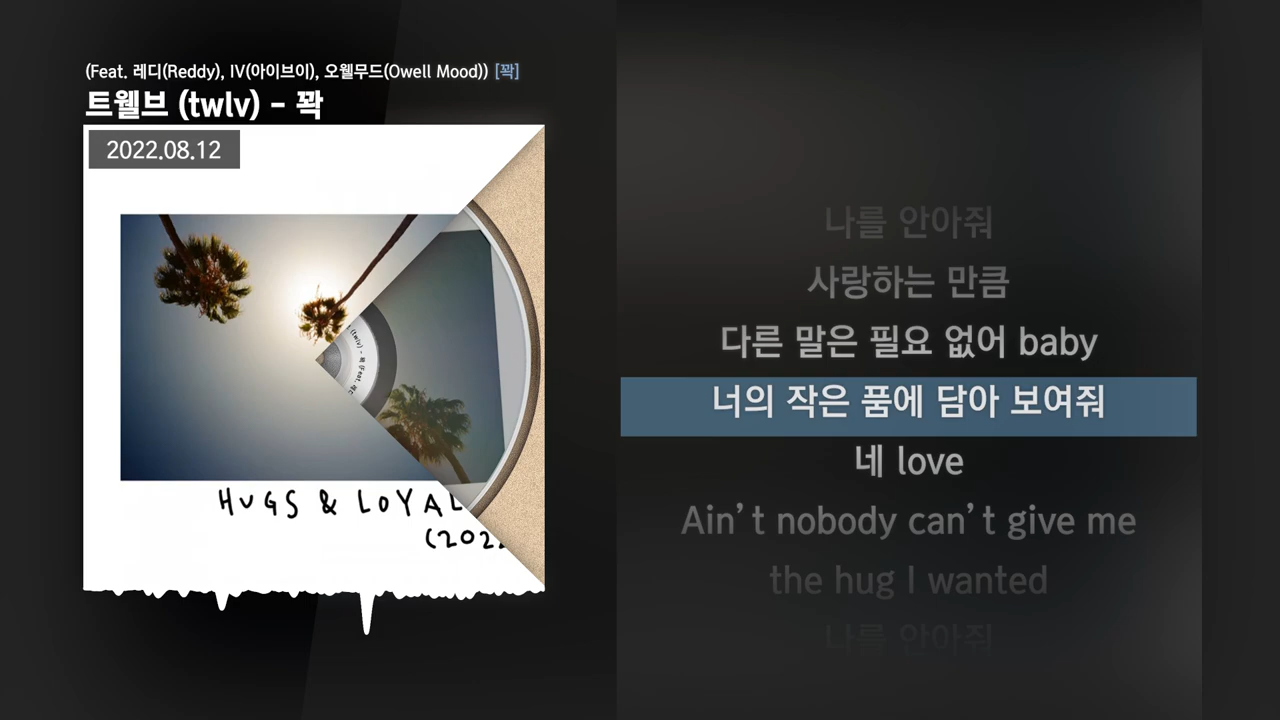 (Feat. 레디(Reddy), IV(아이브이), 오웰무드(Owell Mood)) [꽉]
트웰브 (twlv) - 꽉
2022.08.12
HUGS & LOYAL
(202
나를 안아줘
사랑하는 만큼
다른 말은 필요 없어 baby
너의 작은 품에 담아 보여줘
네 love
Ain't nobody can't give me
the hug I wanted
나를 안아줘